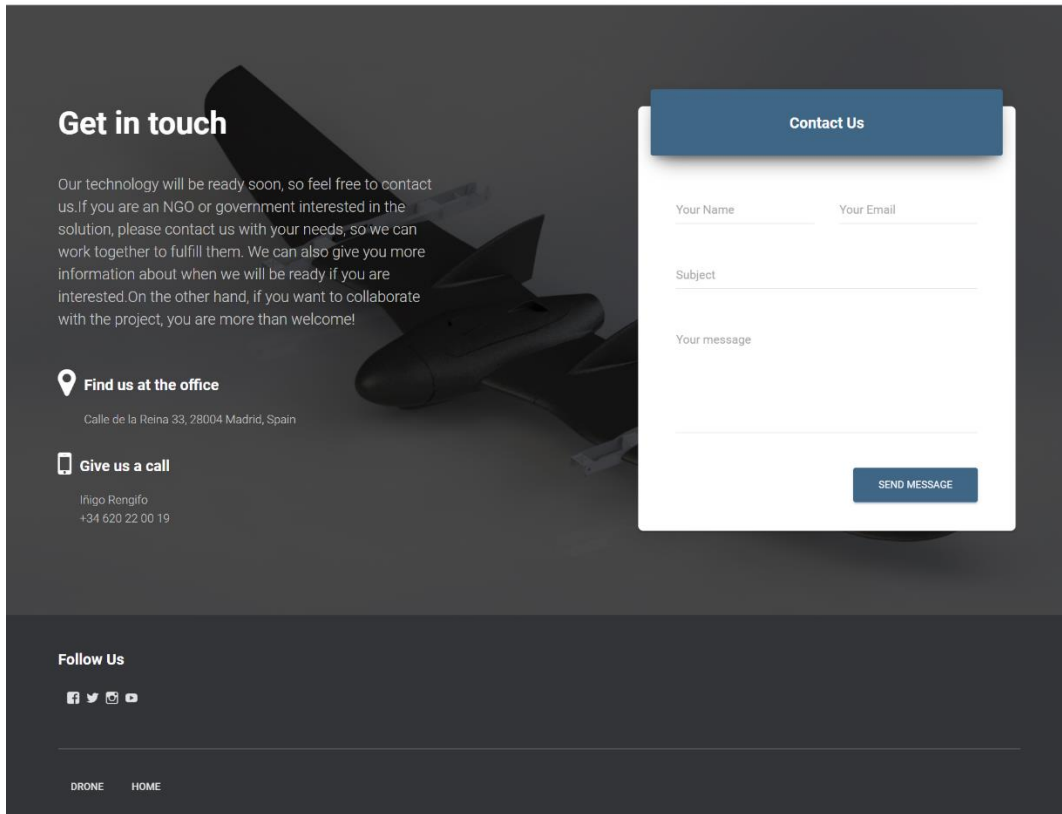 Get in touch
Our technology will be ready soon, so feel free to contact
us.If you are an NGO or government interested in the
solution, please contact us with your needs, so we can
work together to fulfill them. We can also give you more
information about when we will be ready if you are
interested.On the other hand, if you want to collaborate
with the project, you are more than welcome!
Find us at the office
Calle de la Reina 33, 28004 Madrid, Spain
Give us a call
Iñigo Rengifo
+34 620 22 00 19
Contact Us
Your Name
Your Email
Subject
Your message
SEND MESSAGE
Follow Us
DRONE HOME